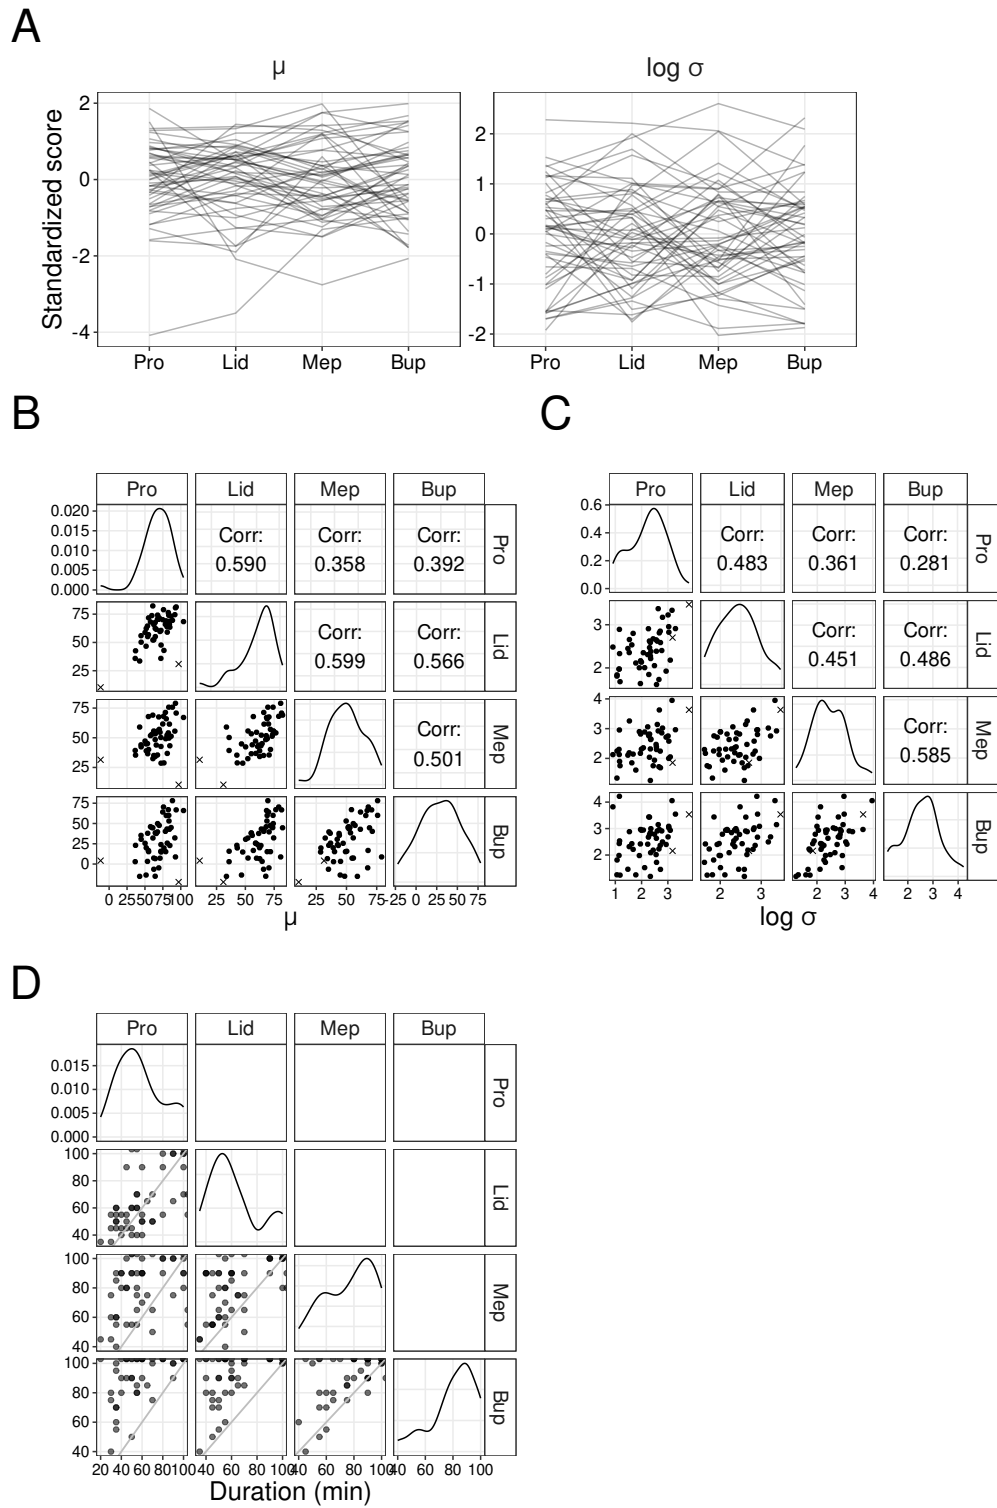 A
μ
log σ
Standardized score
2
0
-2
-4
2
1
0
-1
-2
Pro Lid Mep Bup
Pro Lid Mep Bup
B
C
Pro Lid Mep Bup
0.020
0.015
0.010
0.005
0.000
Corr:
0.590
Corr:
0.358
Corr:
0.392
Pro
75
50
25
Corr:
0.599
Corr:
0.566
Lid
75
50
25
Corr:
0.501
Mep
50
25
0
Bup
0 25 50 75 100
25 50 75
25 50 75
-25 0 25 50 75
μ
Pro Lid Mep Bup
0.6
0.4
0.2
0.0
Corr:
0.483
Corr:
0.361
Corr:
0.281
Pro
3
2
Corr:
0.451
Corr:
0.486
Lid
4
3
2
Corr:
0.585
Mep
4
3
2
Bup
1 2 3
2 3
2 3 4
2 3 4
log σ
D
Pro Lid Mep Bup
0.015
0.010
0.005
0.000
Pro
100
80
60
40
Lid
100
80
60
40
Mep
100
80
60
40
Bup
20 40 60 80 100
40 60 80 100
40 60 80 100
40 60 80 100
Duration (min)